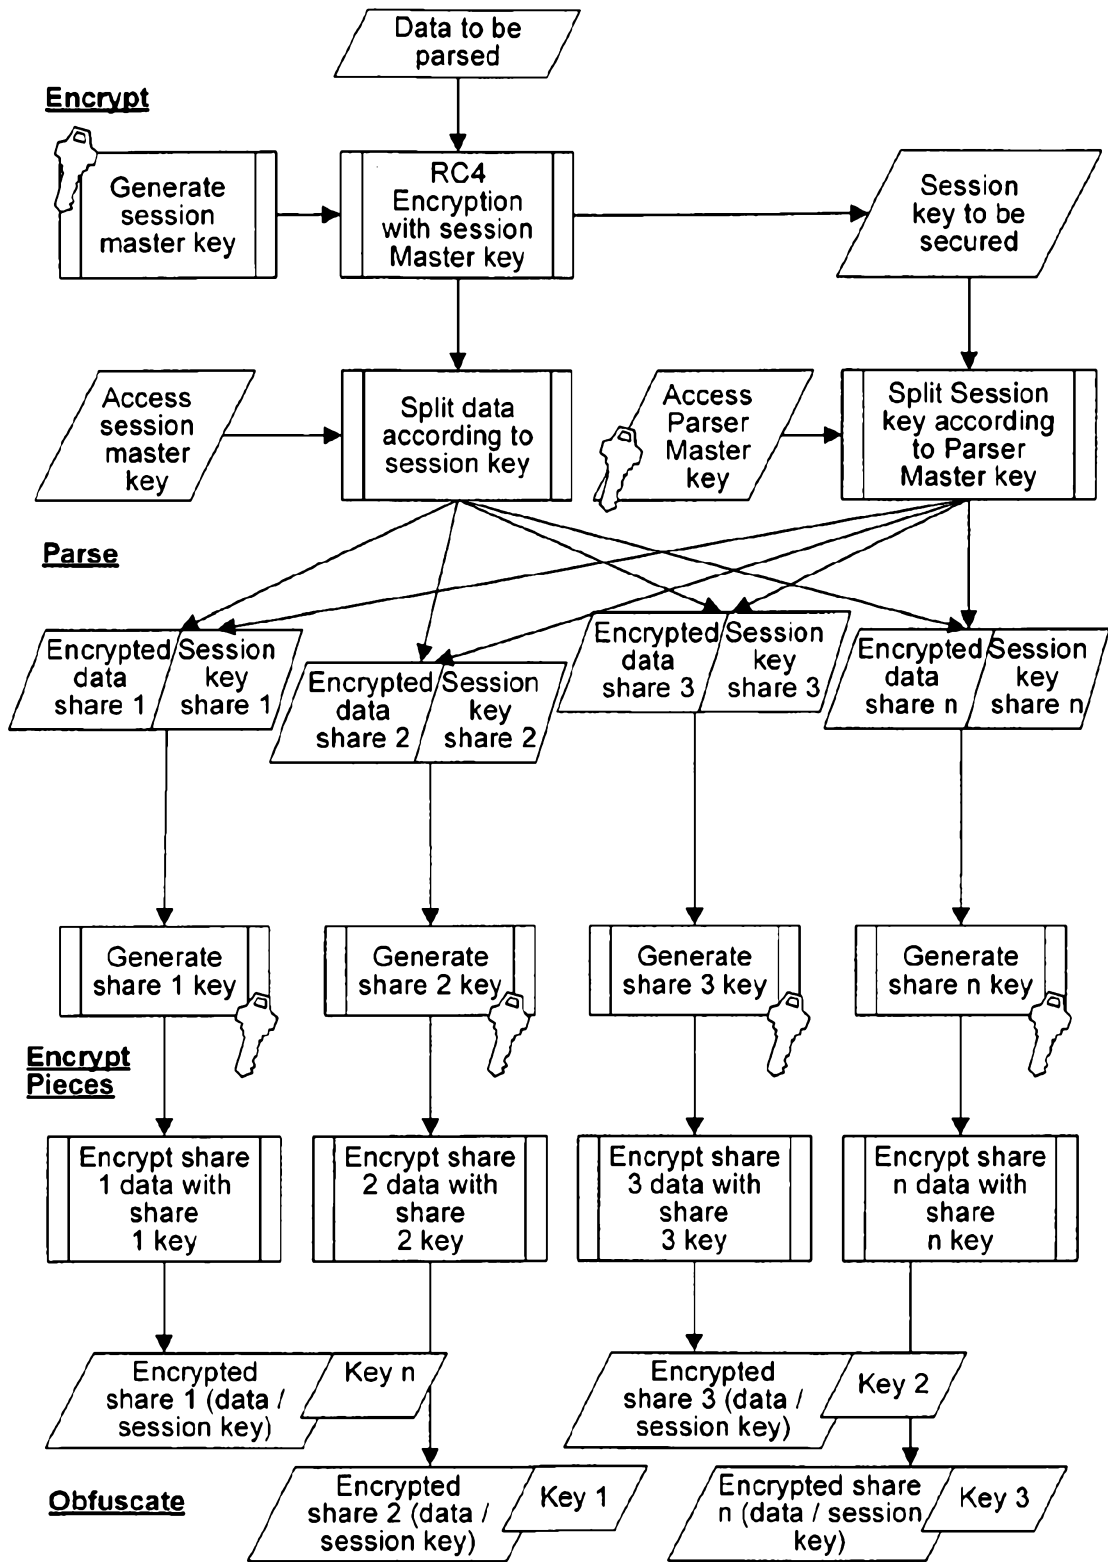 Data to be
parsed
Encrypt
Generate
session
master key
RC4
Encryption
with session
Master key
Session
key to be
secured
Access
session
master
key
Split data
according to
session key
Access
Parser
Master
key
Split Session
key according
to Parser
Master key
Parse
Encrypted
data
share 1
Session
key
share 1
Encrypted
data
share 2
Session
key
share 2
Encrypted
data
share 3
Session
key
share 3
Encrypted
data
share n
Session
key
share n
Generate
share 1 key
Generate
share 2 key
Generate
share 3 key
Generate
share n key
Encrypt
Pieces
Encrypt share
1 data with
share
1 key
Encrypt share
2 data with
share
2 key
Encrypt share
3 data with
share
3 key
Encrypt share
n data with
share
n key
Encrypted
share 1 (data /
session key)
Key n
Encrypted
share 3 (data /
session key)
Key 2
Obfuscate
Encrypted
share 2 (data /
session key)
Key 1
Encrypted share
n (data / session
key)
Key 3